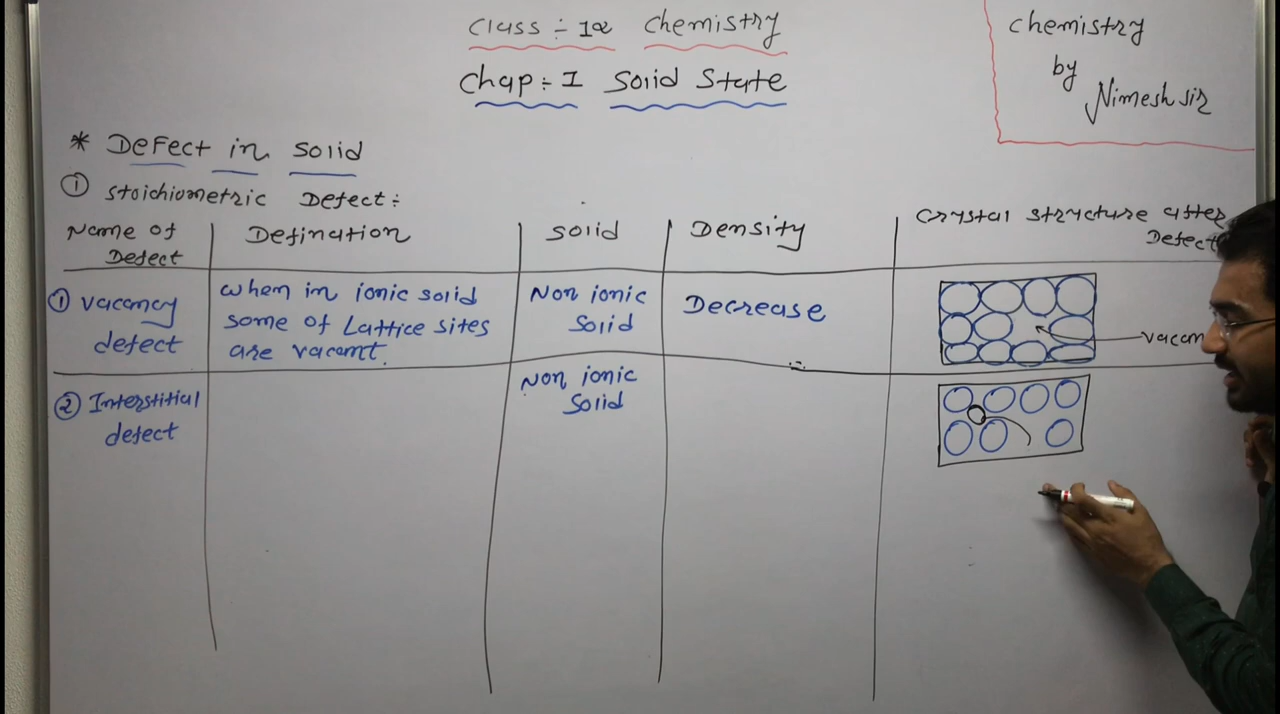 Class :- 12 Chemistry
Chap :- I Solid State
Chemistry
by
Nimesh sir
* Defect in Solid
① Stoichiometric Defect :-
Name of Defect
Defination
Solid
Density
Crystal structure after Defect
① Vacancy
defect
When in ionic solid
some of Lattice sites
are vacant.
Non ionic
Solid
Decrease
② Interstitial
defect
Non ionic
Solid